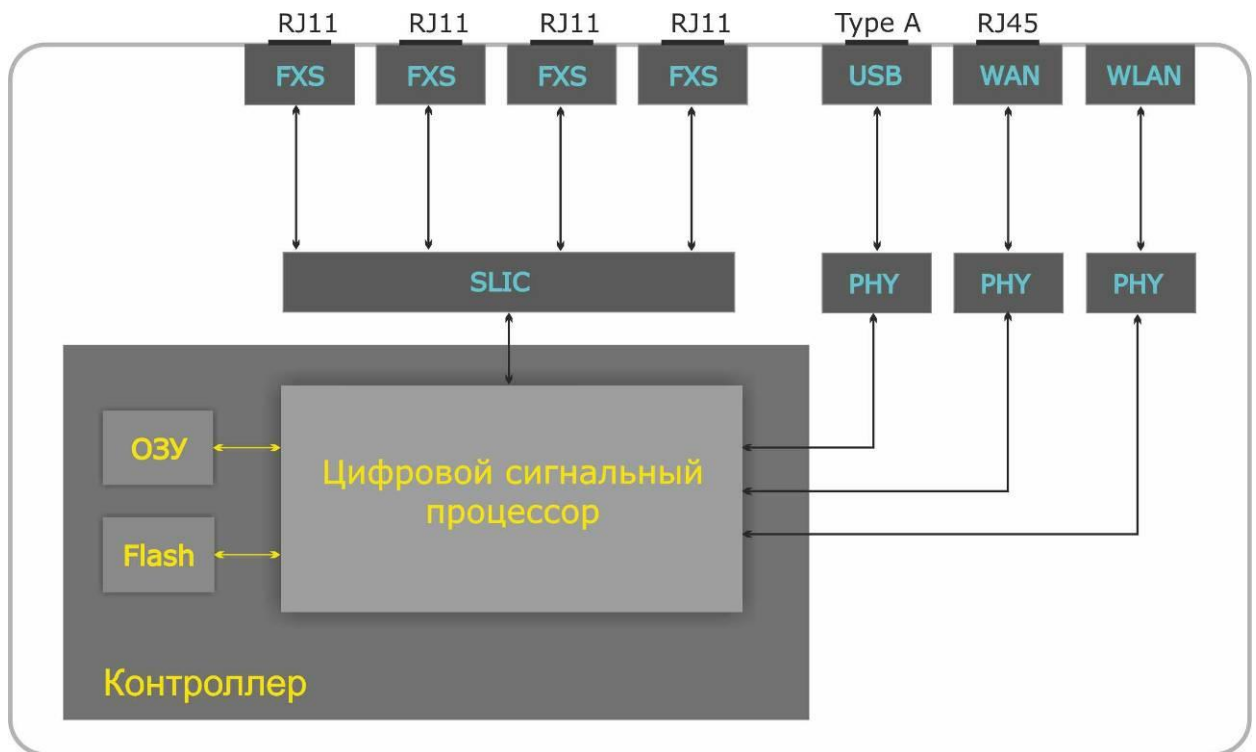 RJ11 RJ11 RJ11 RJ11 Type A RJ45
FXS FXS FXS FXS USB WAN WLAN
SLIC PHY PHY PHY
ОЗУ
Цифровой сигнальный
процессор
Flash
Контроллер